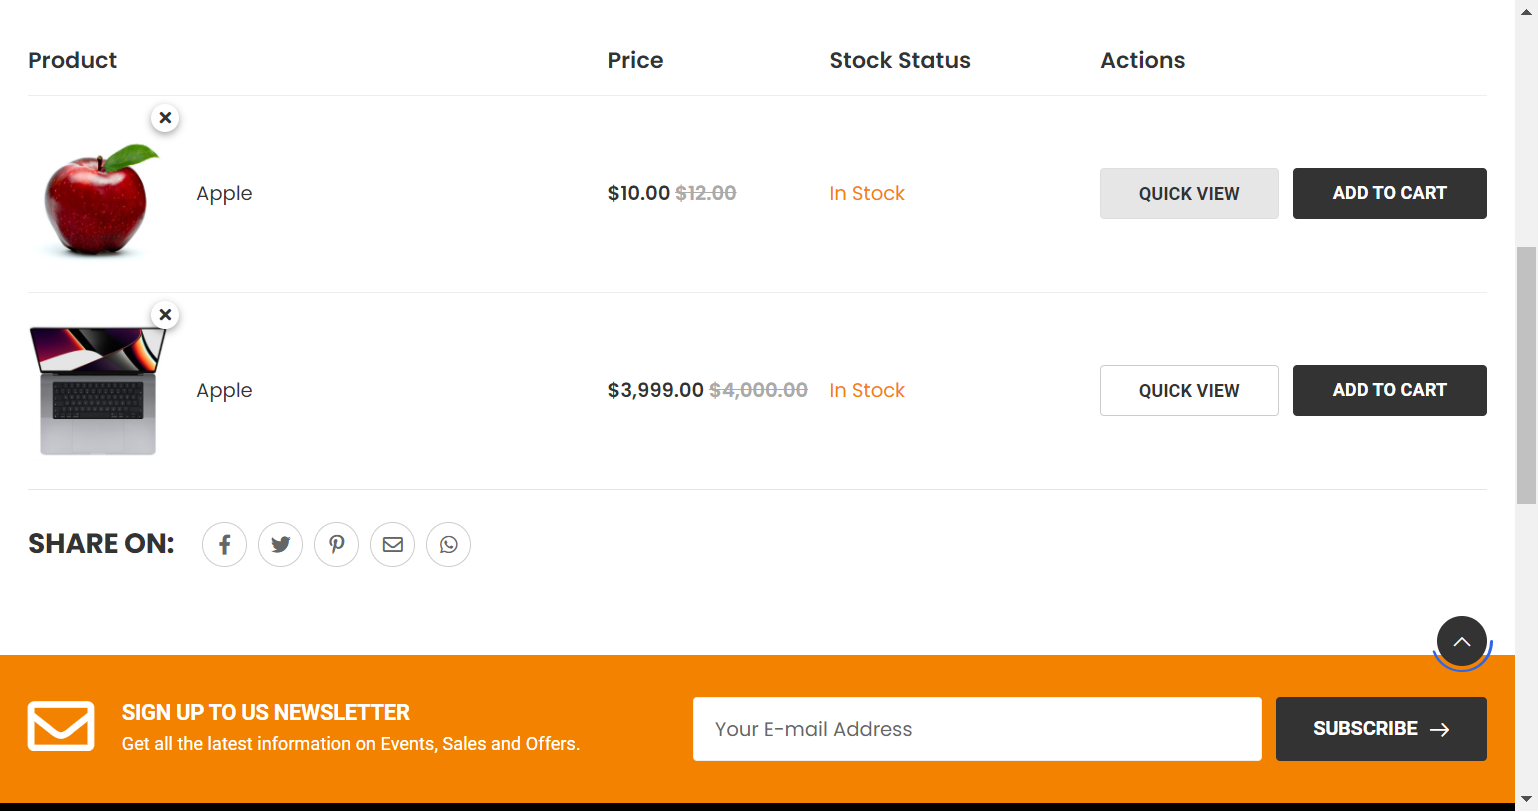 Product Price Stock Status Actions
Apple $10.00 $12.00 In Stock QUICK VIEW ADD TO CART
Apple $3,999.00 $4,000.00 In Stock QUICK VIEW ADD TO CART
SHARE ON:
SIGN UP TO US NEWSLETTER
Get all the latest information on Events, Sales and Offers.
Your E-mail Address
SUBSCRIBE